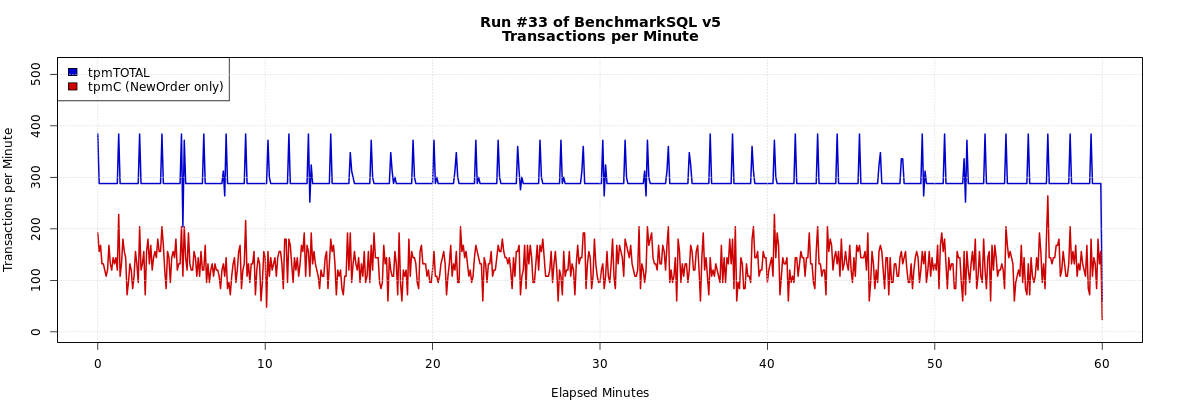 Run #33 of BenchmarkSQL v5
Transactions per Minute
tpmTOTAL
tpmC (NewOrder only)
Transactions per Minute
500
400
300
200
100
0
0 10 20 30 40 50 60
Elapsed Minutes